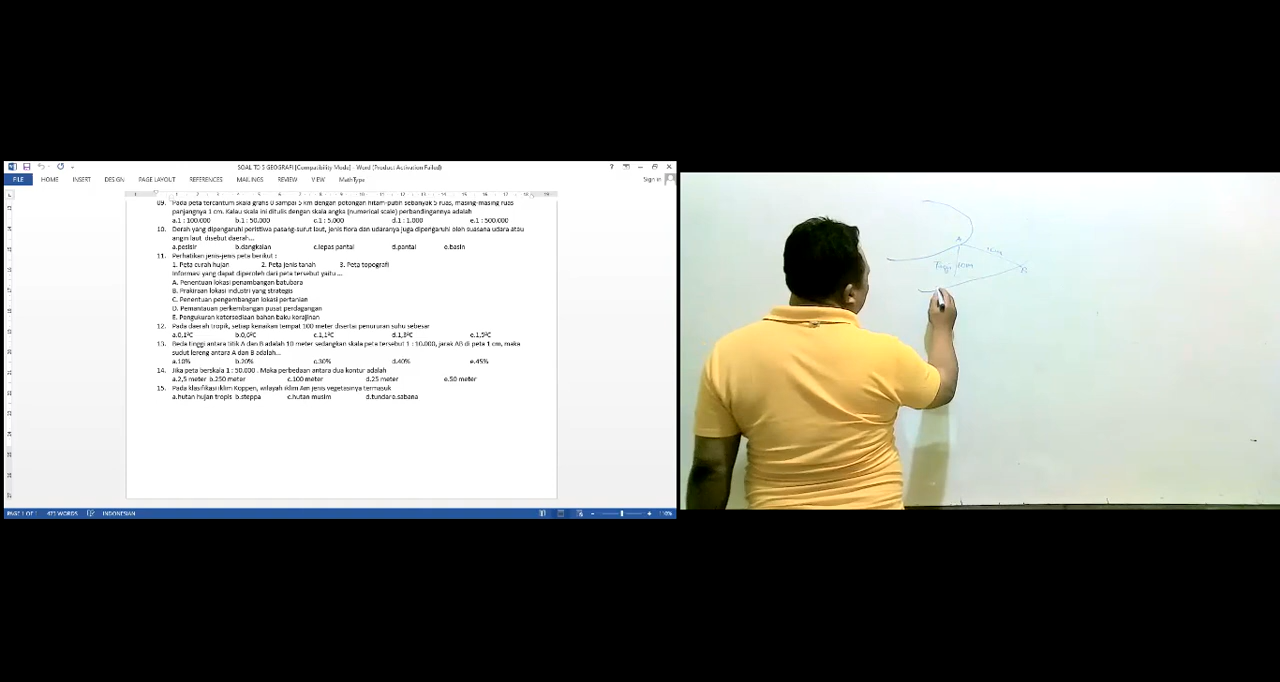 SOAL TO 5 GEOGRAFI [Compatibility Mode] - Word (Product Activation Failed)
FILE HOME INSERT DESIGN PAGE LAYOUT REFERENCES MAILINGS REVIEW VIEW MathType Sign in
09. Pada peta tercantum skala grafis 0 sampai 5 km dengan potongan hitam-putih sebanyak 5 ruas, masing-masing ruas
panjangnya 1 cm. Kalau skala ini ditulis dengan skala angka (numerical scale) perbandingannya adalah
a.1 : 100.000 b.1 : 50.000 c.1 : 5.000 d.1 : 1.000 e.1 : 500.000
10. Derah yang dipengaruhi peristiwa pasang-surut laut, jenis flora dan udaranya juga dipengaruhi oleh suasana udara atau
angin laut disebut daerah...
a.pesisir b.dangkalan c.lepas pantai d.pantai e.basin
11. Perhatikan jenis-jenis peta berikut :
1. Peta curah hujan 2. Peta jenis tanah 3. Peta topografi
Informasi yang dapat diperoleh dari peta tersebut yaitu ...
A. Penentuan lokasi penambangan batubara
B. Prakiraan lokasi industri yang strategis
C. Penentuan pengembangan lokasi pertanian
D. Pemantauan perkembangan pusat perdagangan
E. Pengukuran ketersediaan bahan baku kerajinan
12. Pada daerah tropik, setiap kenaikan tempat 100 meter disertai penurunan suhu sebesar
a.0,1ºC b.0,6ºC c.1,1ºC d.1,3ºC e.1,5ºC
13. Beda tinggi antara titik A dan B adalah 10 meter sedangkan skala peta tersebut 1 : 10.000, jarak AB di peta 1 cm, maka
sudut lereng antara A dan B adalah...
a.10% b.20% c.30% d.40% e.45%
14. Jika peta berskala 1 : 50.000 . Maka perbedaan antara dua kontur adalah
a.2,5 meter b.250 meter c.100 meter d.25 meter e.50 meter
15. Pada klasifikasi iklim Koppen, wilayah iklim Am jenis vegetasinya termasuk
a.hutan hujan tropis b.steppa c.hutan musim d.tundar e.sabana
PAGE 1 OF 1 471 WORDS INDONESIAN
A
B